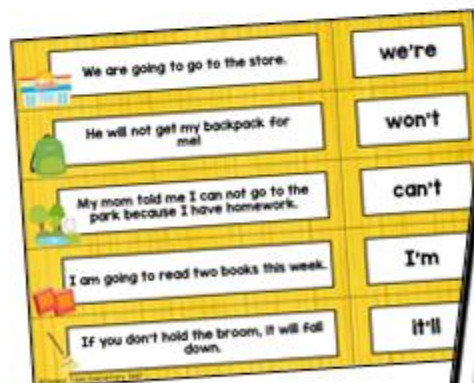 We are going to go to the store.
we're
He will not get my backpack for
me!
won't
My mom told me I can not go to the
park because I have homework.
can't
I am going to read two books this week.
I'm
If you don't hold the broom, it will fall
down.
it'll